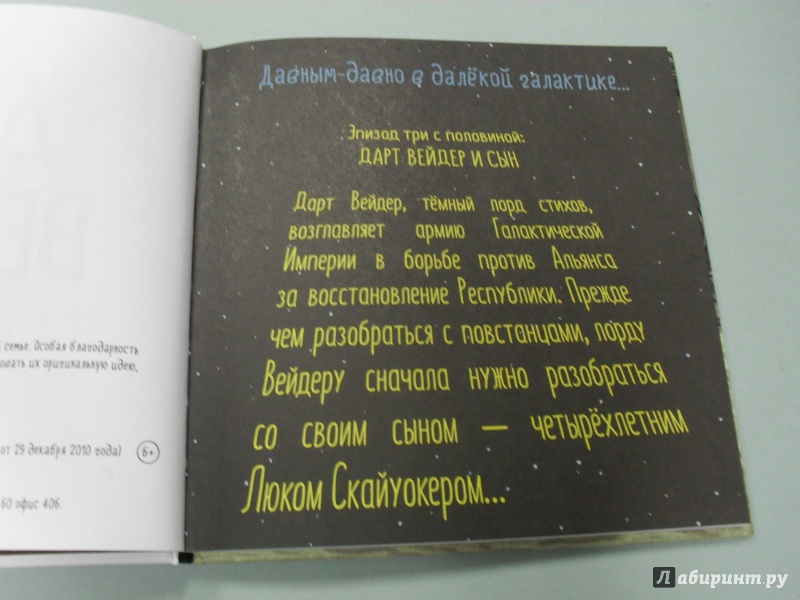 семье. Особая благодарность
их оригинальную идею,
от 29 декабря 2010 года)
6+
60 офис 406.
Давным-давно в далёкой галактике...
Эпизод три с половиной:
ДАРТ ВЕЙДЕР И СЫН
Дарт Вейдер, тёмный лорд стихов,
возглавляет армию Галактической
Империи в борьбе против Альянса
за восстановление Республики. Прежде
чем разобраться с повстанцами, лорду
Вейдеру сначала нужно разобраться
со своим сыном — четырёхлетним
Люком Скайуокером...
Лабиринт.ру